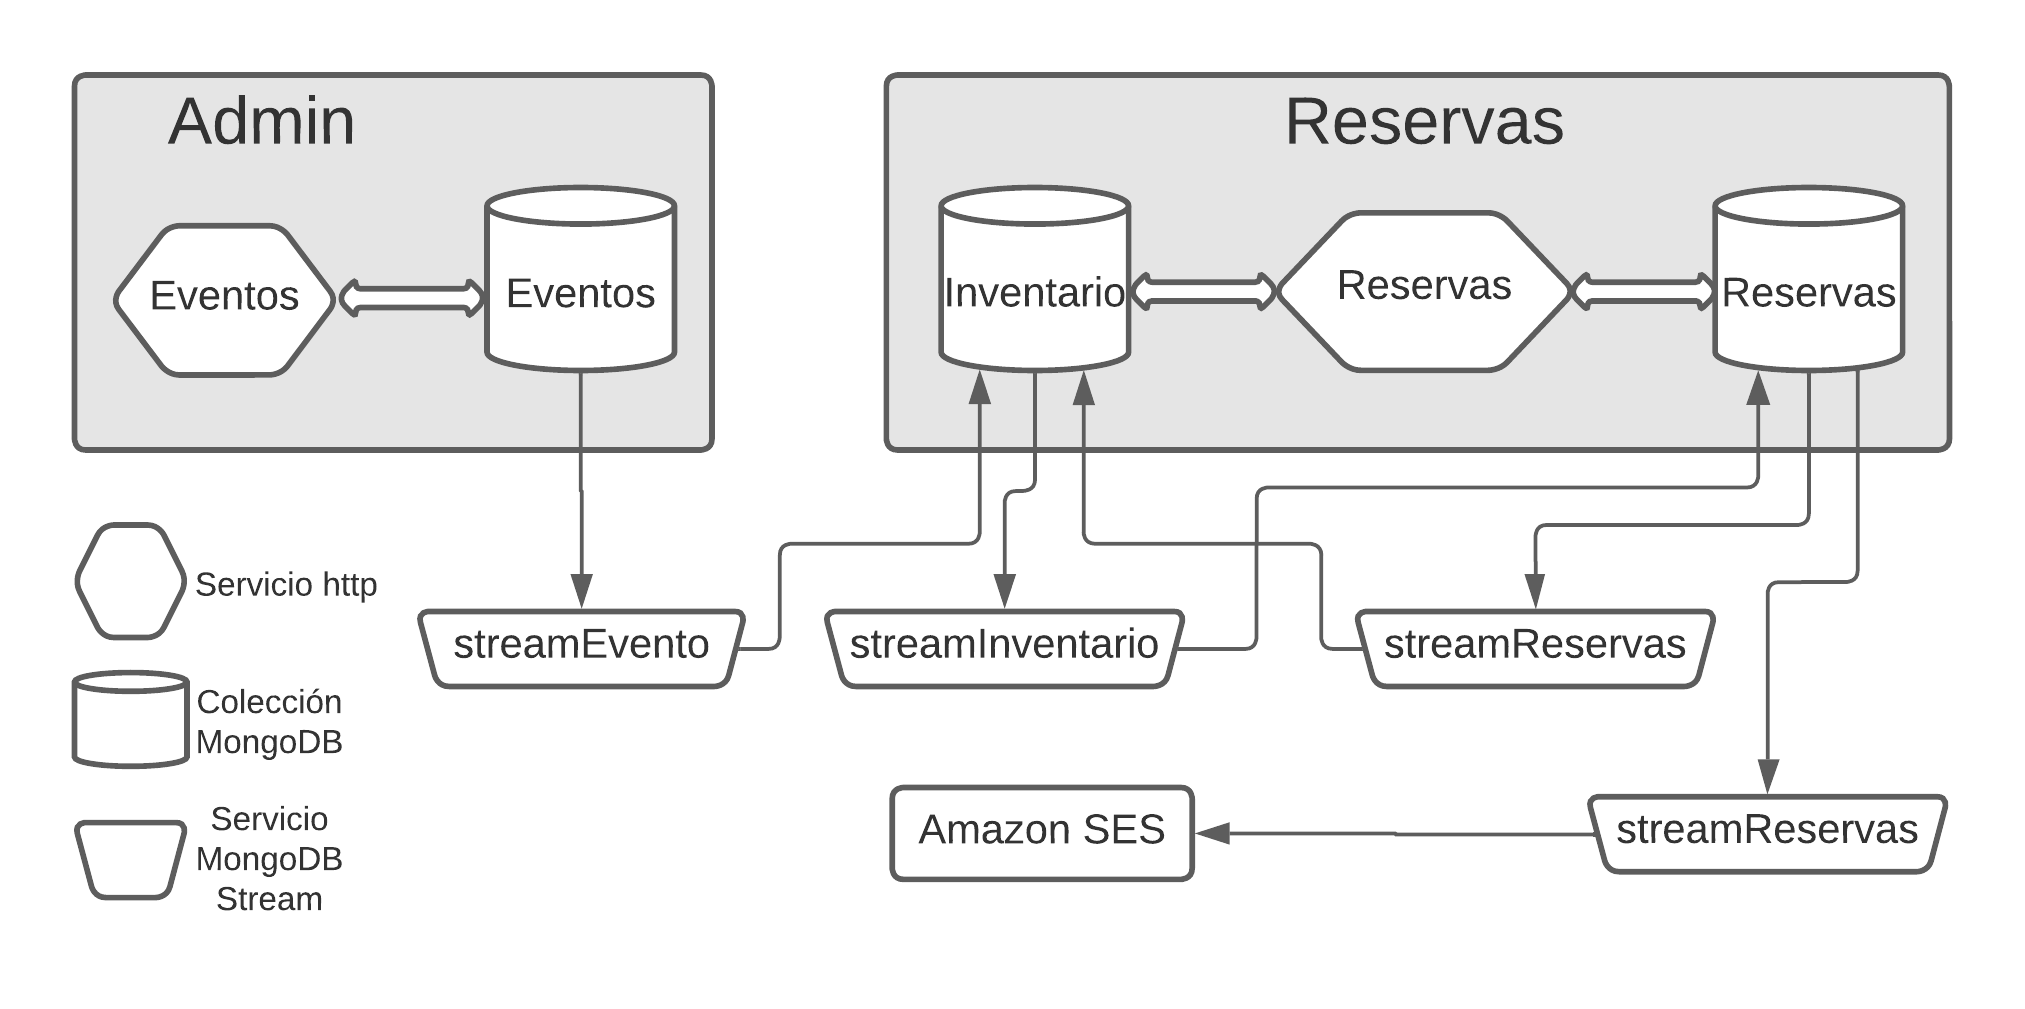 Admin
Reservas
Eventos
Eventos
Inventario
Reservas
Reservas
Servicio http
streamEvento
streamInventario
streamReservas
Colección
MongoDB
Servicio
MongoDB
Stream
Amazon SES
streamReservas